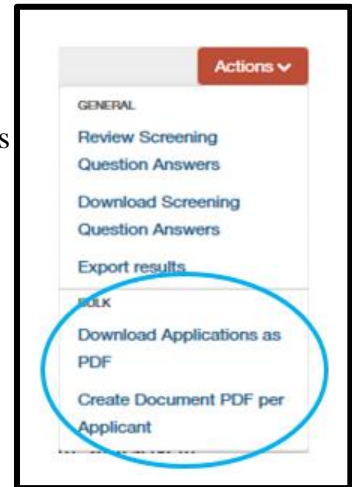 s
Actions
GENERAL
Review Screening
Question Answers
Download Screening
Question Answers
Export results
BULK
Download Applications as
PDF
Create Document PDF per
Applicant